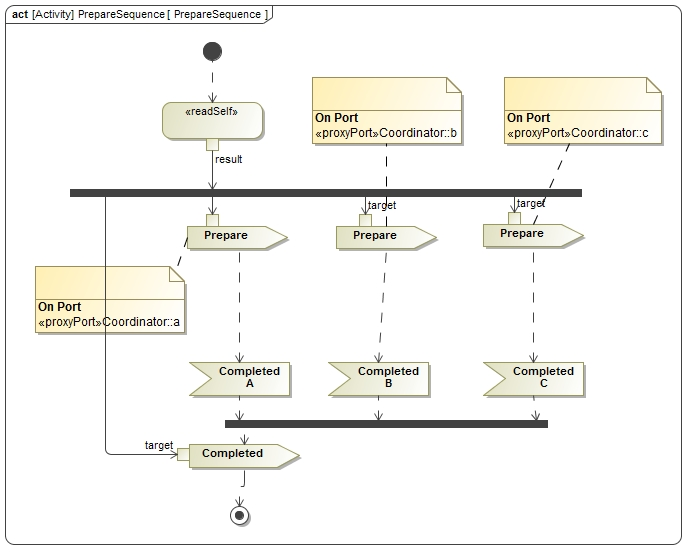 act [Activity] PrepareSequence [ PrepareSequence ]
«readSelf»
result
On Port
«proxyPort»Coordinator::b
On Port
«proxyPort»Coordinator::c
target
target
Prepare
Prepare
Prepare
On Port
«proxyPort»Coordinator::a
Completed
A
Completed
B
Completed
C
target
Completed